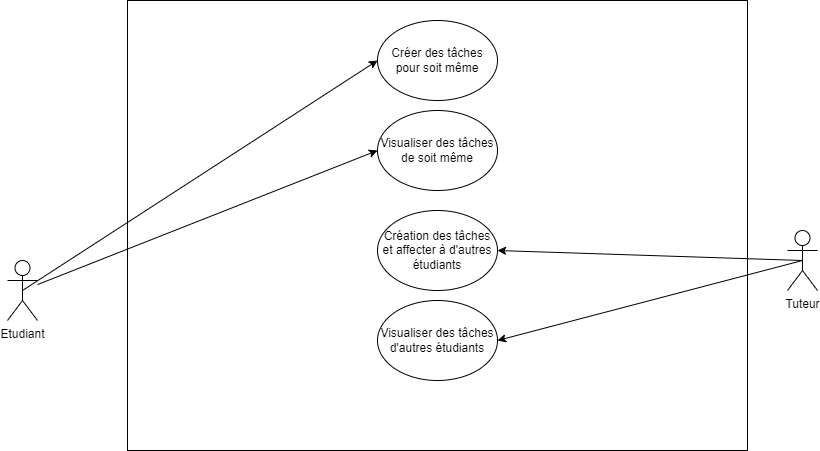 Créer des tâches
pour soit même
Visualiser des tâches
de soit même
Création des tâches
et affecter à d'autres
étudiants
Visualiser des tâches
d'autres étudiants
Etudiant
Tuteur